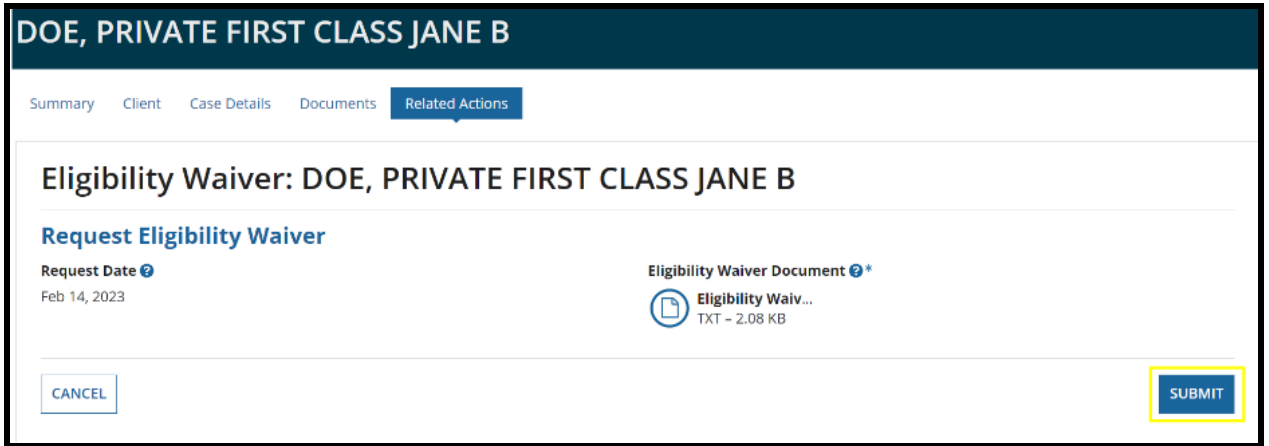 DOE, PRIVATE FIRST CLASS JANE B
Summary Client Case Details Documents Related Actions
Eligibility Waiver: DOE, PRIVATE FIRST CLASS JANE B
Request Eligibility Waiver
Request Date ?
Feb 14, 2023
Eligibility Waiver Document ? *
Eligibility Waiv...
TXT – 2.08 KB
CANCEL
SUBMIT